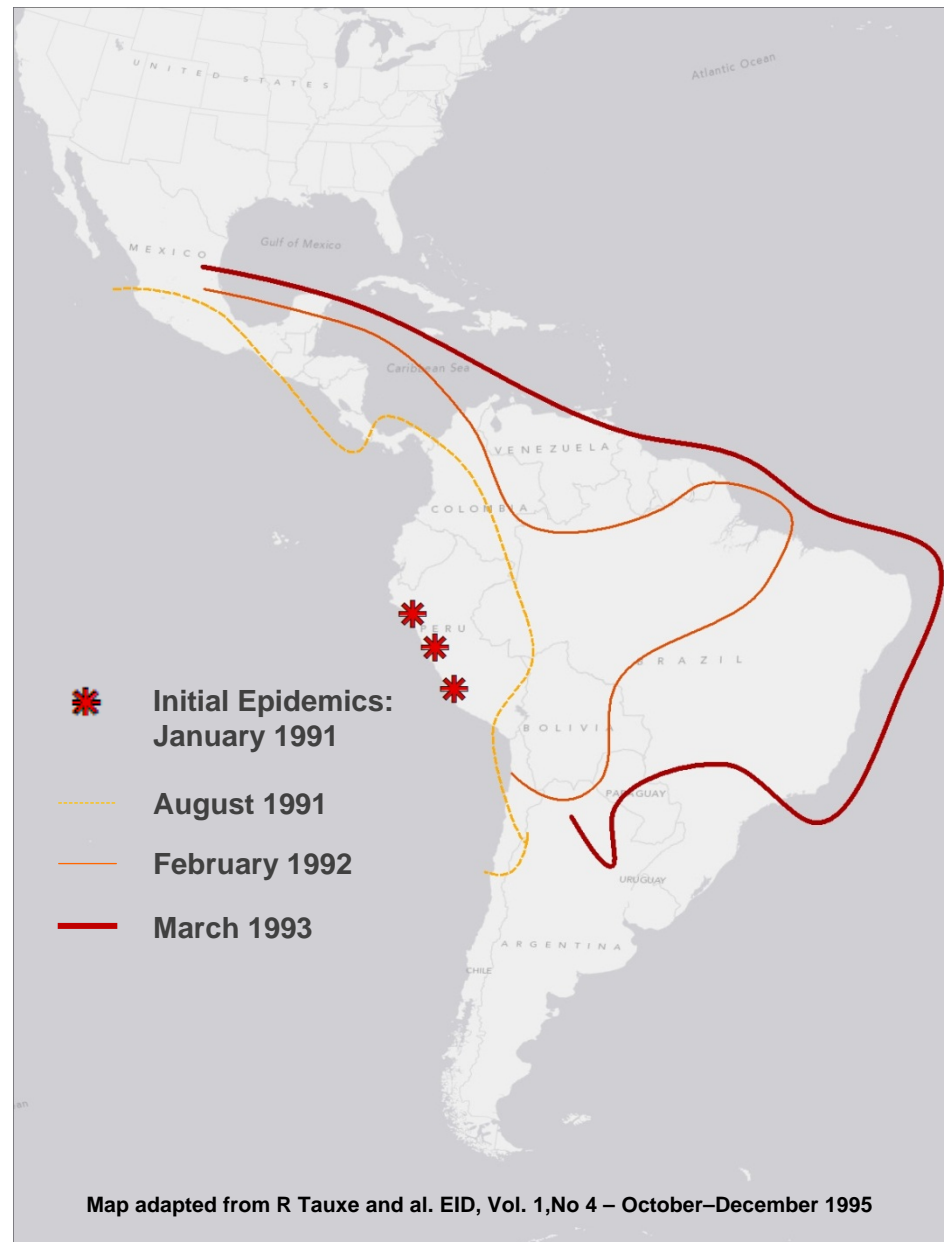 UNITED STATES
Atlantic Ocean
MEXICO
Gulf of Mexico
Caribbean Sea
VENEZUELA
COLOMBIA
PERU
BRAZIL
BOLIVIA
PARAGUAY
URUGUAY
ARGENTINA
CHILE
Initial Epidemics:
January 1991
August 1991
February 1992
March 1993
Map adapted from R Tauxe and al. EID, Vol. 1,No 4 – October–December 1995